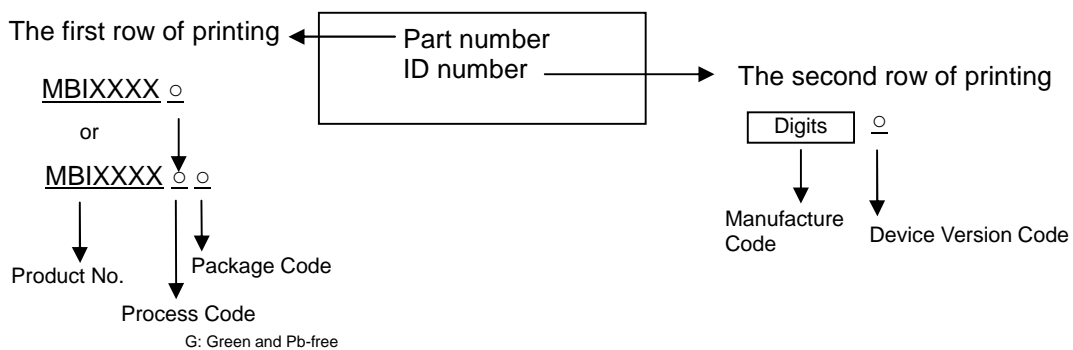 The first row of printing
Part number
ID number
The second row of printing
MBIXXXX ○
or
MBIXXXX ○ ○
Product No.
Package Code
Process Code
G: Green and Pb-free
Digits ○
Manufacture
Code
Device Version Code